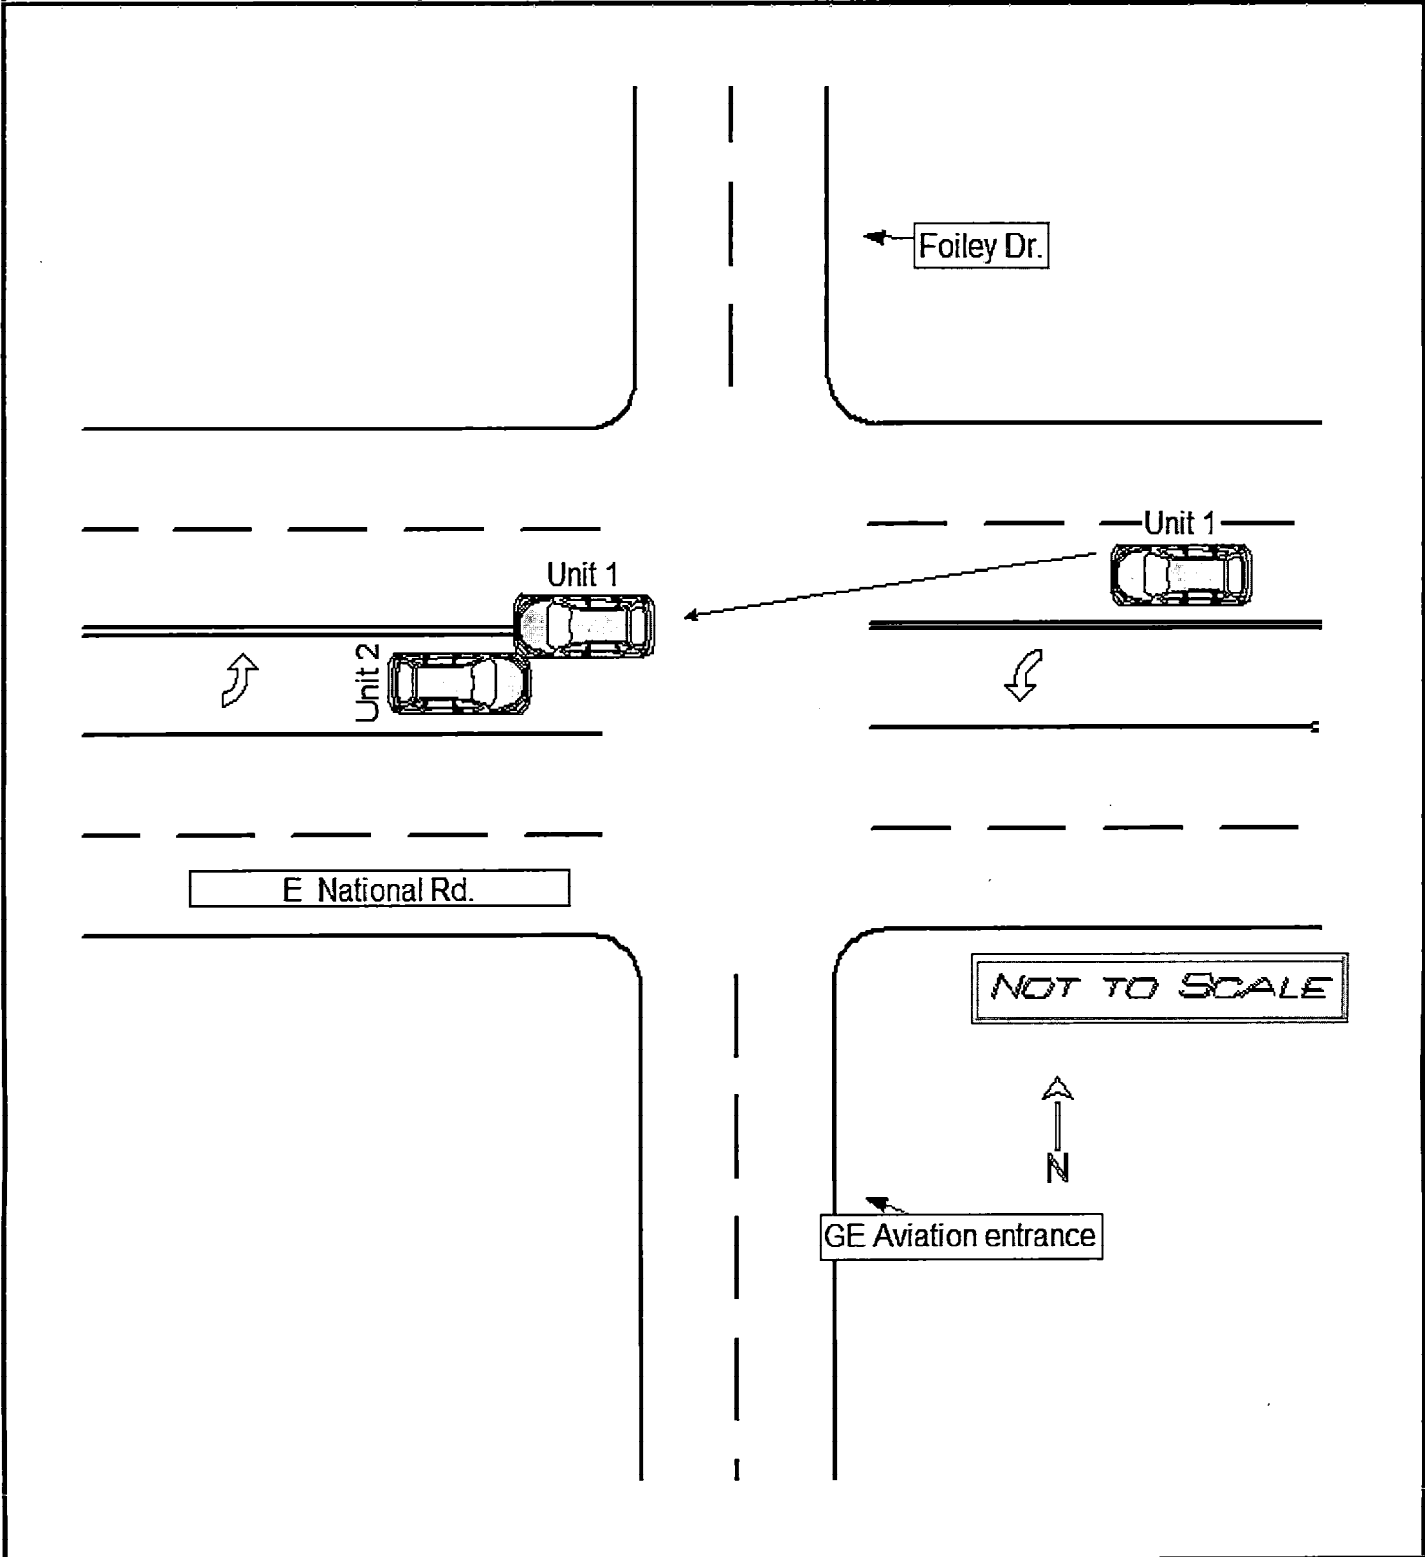 Foiley Dr.
Unit 1
Unit 1
Unit 2
E National Rd.
NOT TO SCALE
N
GE Aviation entrance